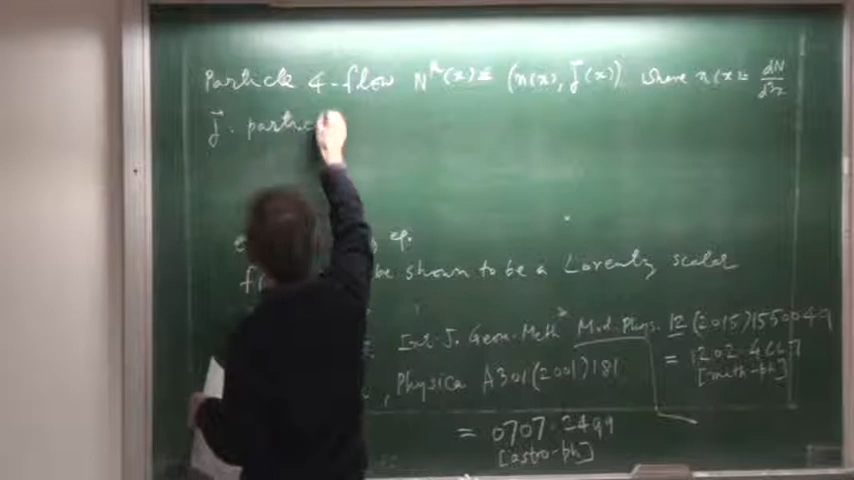 Particle 4-flow N^μ(x) = (n(x), j⃗(x)) where n(x) = dN/d³x
j⃗: partic
eq.
be shown to be a Lorentz scalar
Int. J. Geom. Meth Mod. Phys. 12 (2015) 1550049
, Physica A301 (2001) 181
= 1202.4
[math-ph]
= 0707.2499
[astro-ph]